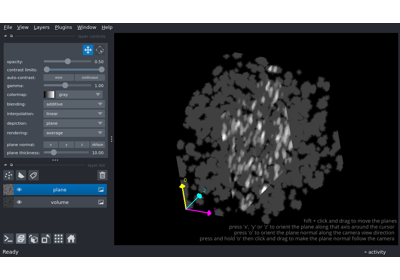 File View Layers Plugins Window Help
layer controls
opacity: 0.50
contrast limits:
auto-contrast: once continuous
gamma: 1.00
colormap: gray
blending: additive
interpolation: linear
depiction: plane
rendering: average
plane normal: x y z oblique
plane thickness: 10.00
layer list
plane
volume
shift + click and drag to move the plane
press 'x', 'y' or 'z' to orient the plane along that axis around the cursor
press 'o' to orient the plane normal along the camera view direction
press and hold 'o' then click and drag to make the plane normal follow the camera
activity